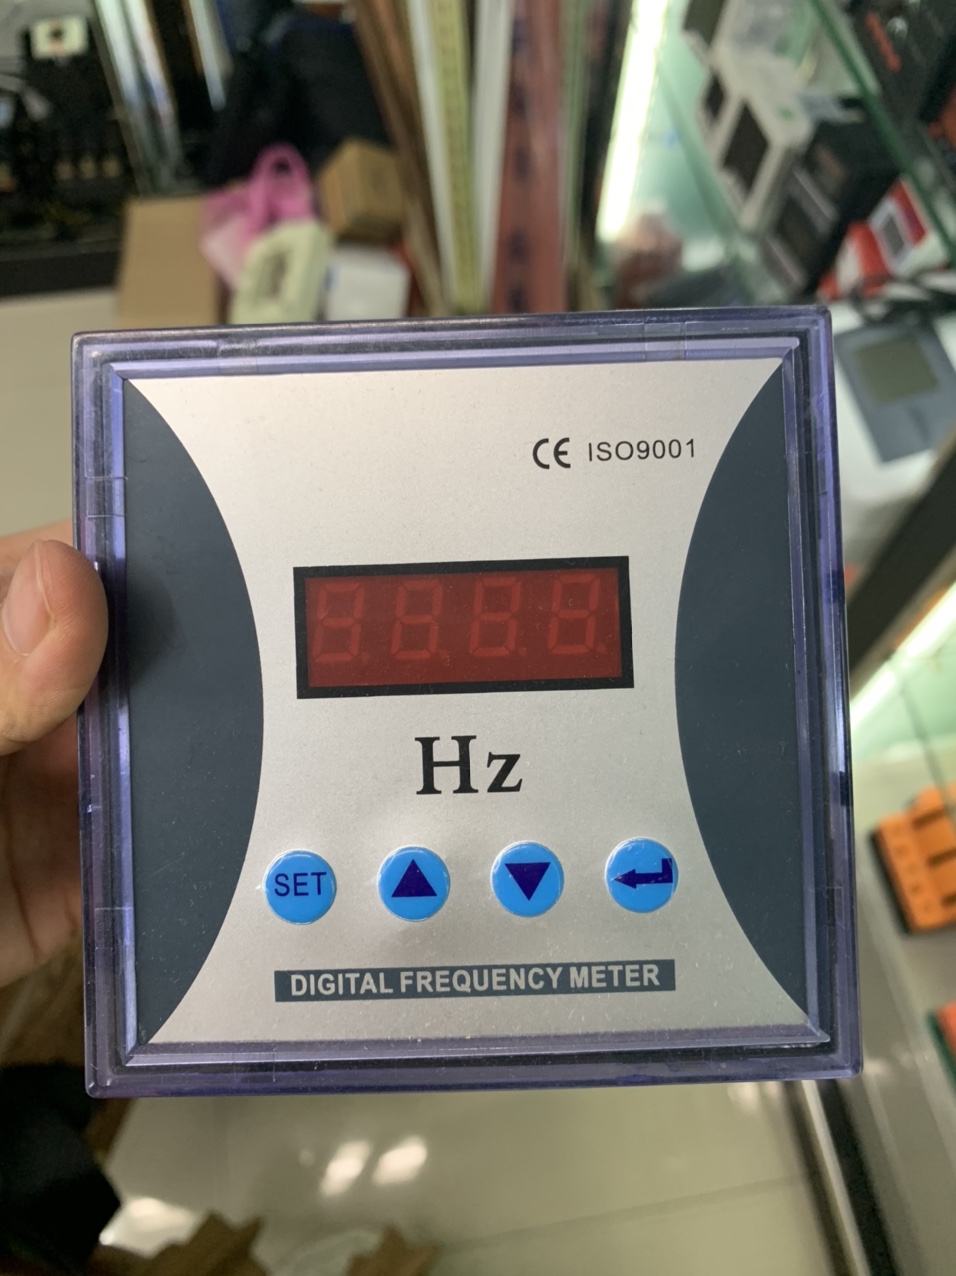 CE ISO9001
Hz
SET
DIGITAL FREQUENCY METER